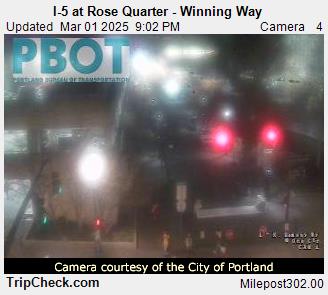 I-5 at Rose Quarter - Winning Way
Updated Mar 01 2025 9:02 PM Camera 4
PBOT
PORTLAND BUREAU OF TRANSPORTATION
Camera courtesy of the City of Portland
TripCheck.com Milepost302.00